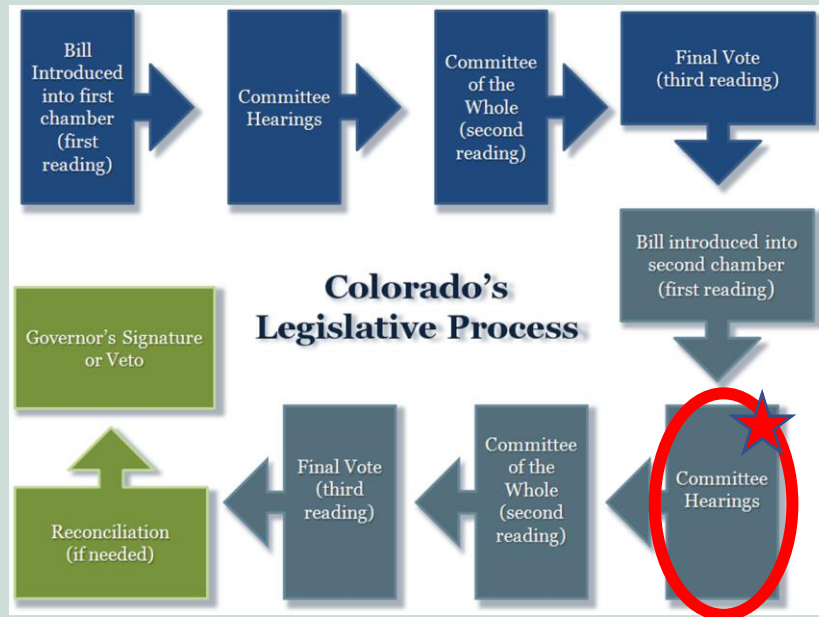 Bill
Introduced
into first
chamber
(first
reading)
Committee
Hearings
Committee
of the
Whole
(second
reading)
Final Vote
(third reading)
Bill introduced into
second chamber
(first reading)
Colorado's
Legislative Process
Governor's Signature
or Veto
Committee
Hearings
Committee
of the
Whole
(second
reading)
Final Vote
(third
reading)
Reconciliation
(if needed)